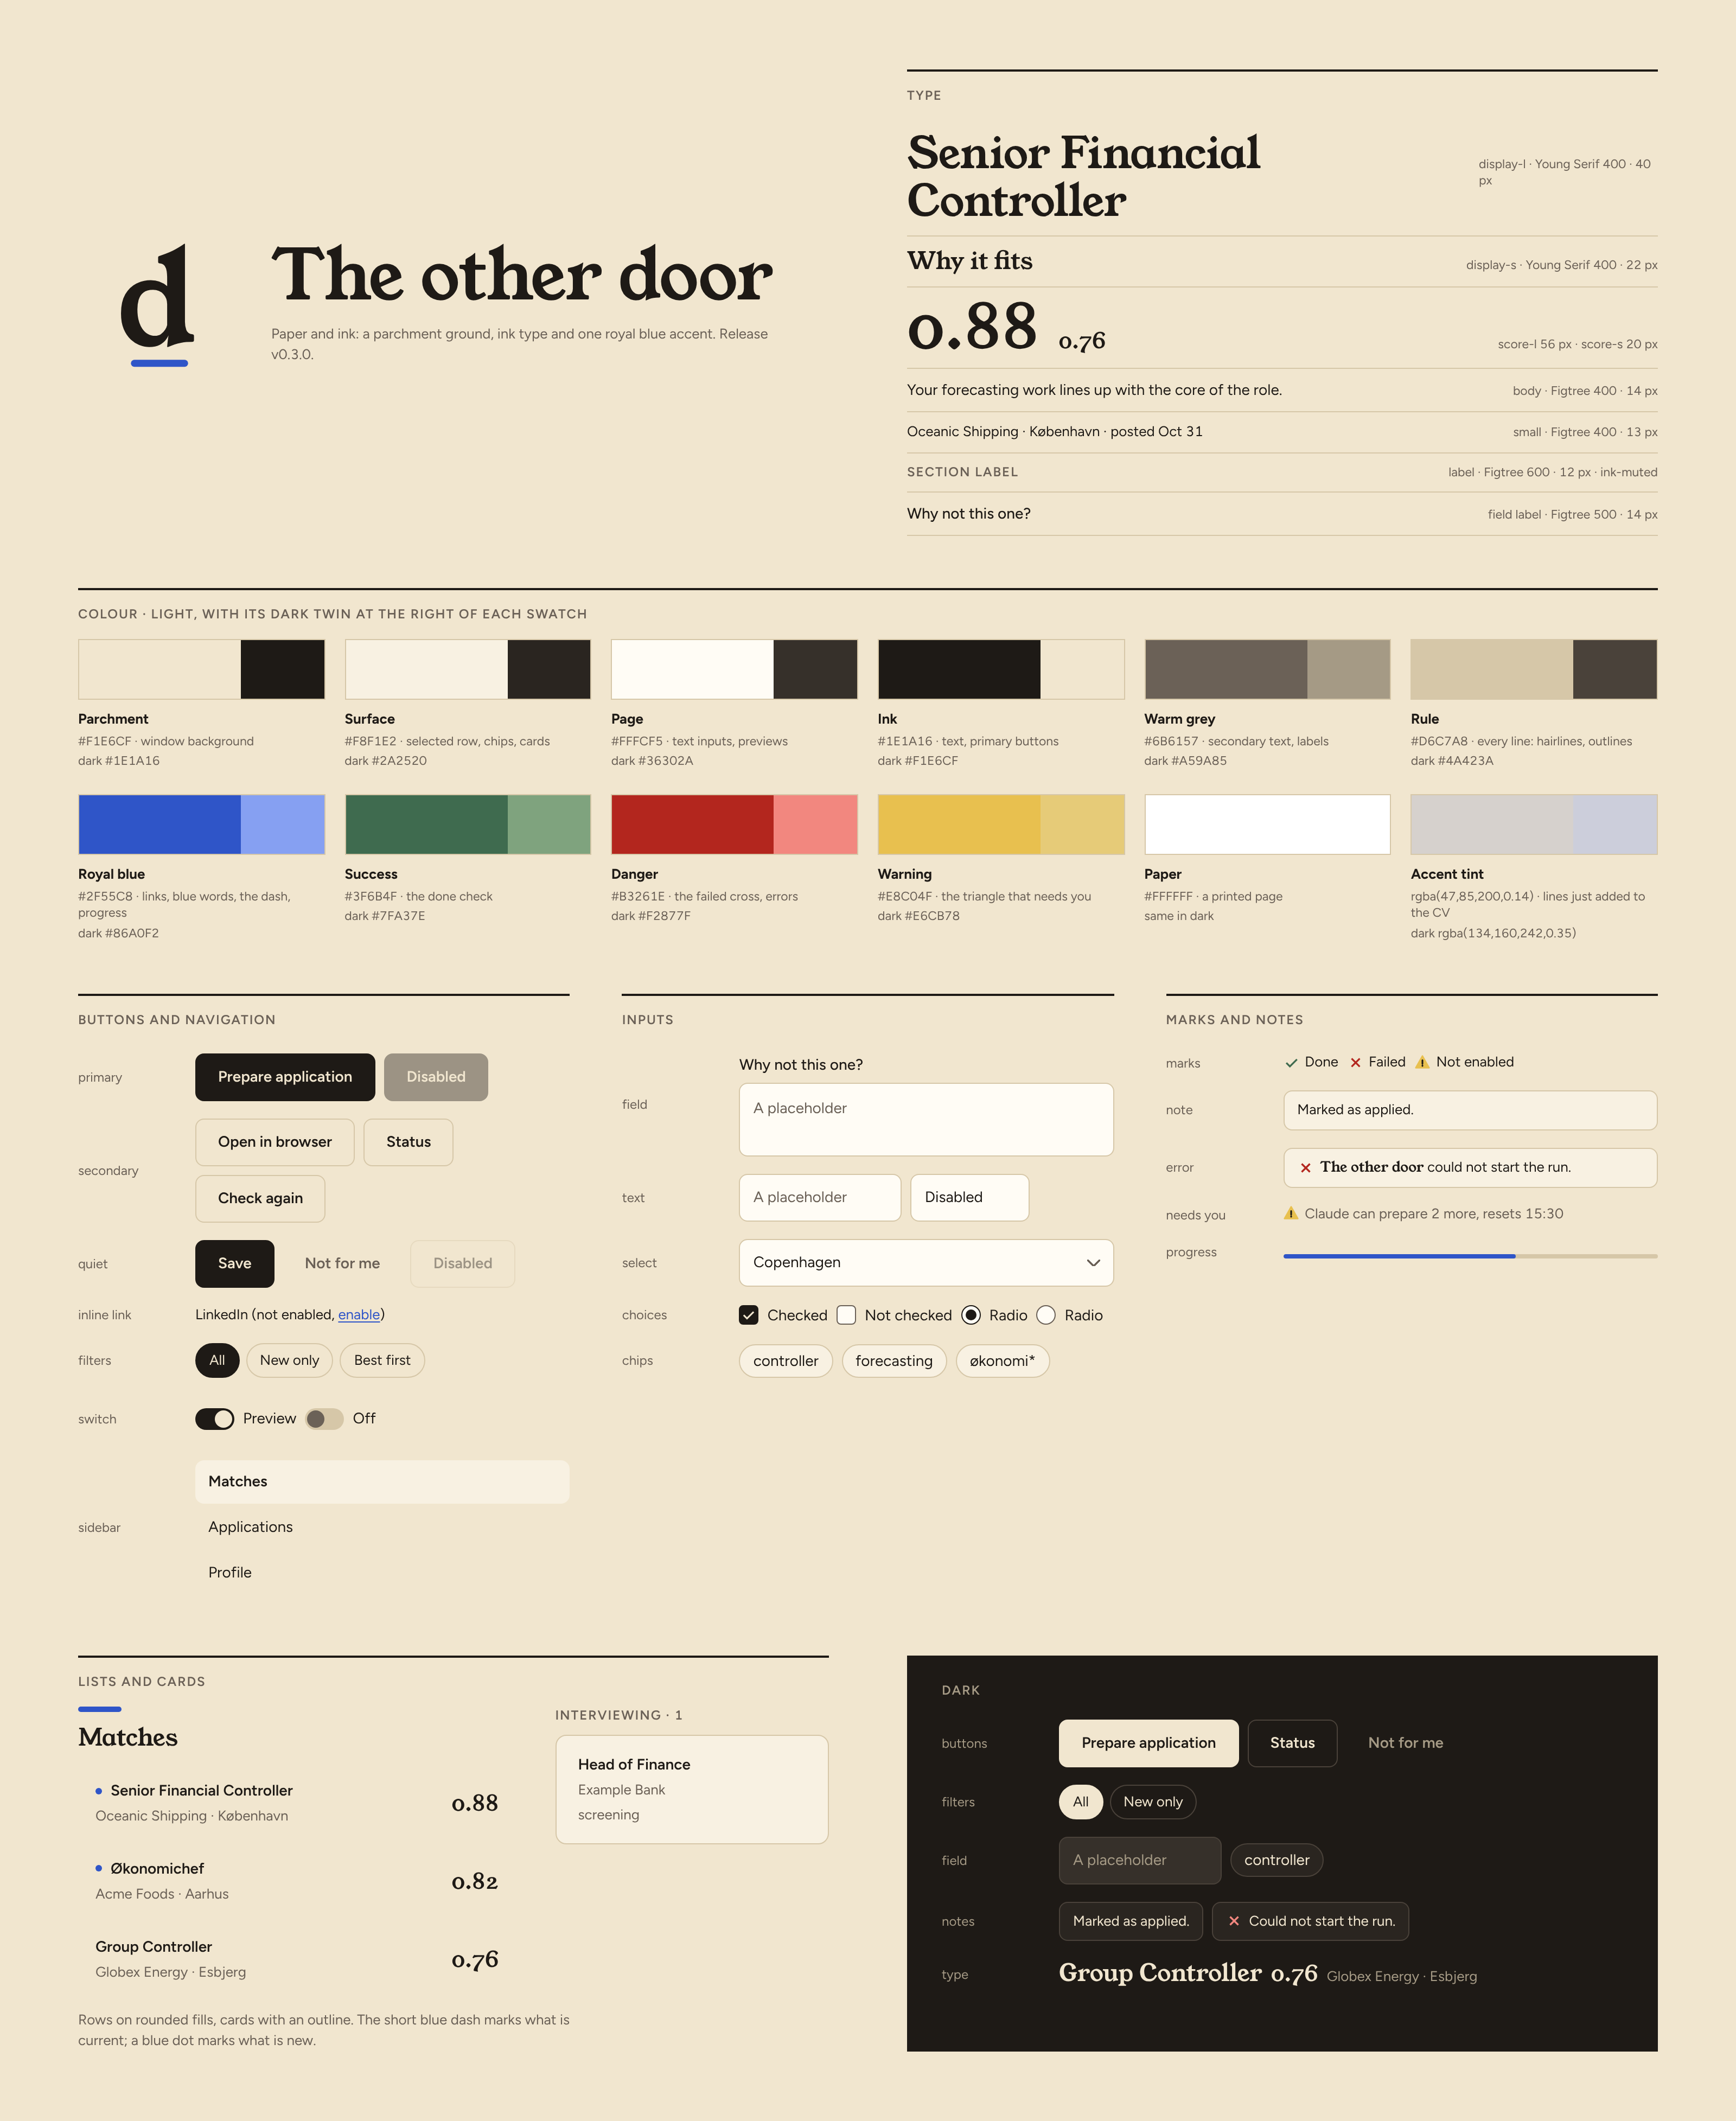 d
The other door
Paper and ink: a parchment ground, ink type and one royal blue accent. Release
v0.3.0.
TYPE
Senior Financial
Controller
display-l · Young Serif 400 · 40
px
Why it fits
display-s · Young Serif 400 · 22 px
0.88 0.76
score-l 56 px · score-s 20 px
Your forecasting work lines up with the core of the role.
body · Figtree 400 · 14 px
Oceanic Shipping · København · posted Oct 31
small · Figtree 400 · 13 px
SECTION LABEL
label · Figtree 600 · 12 px · ink-muted
Why not this one?
field label · Figtree 500 · 14 px
COLOUR · LIGHT, WITH ITS DARK TWIN AT THE RIGHT OF EACH SWATCH
Parchment
#F1E6CF · window background
dark #1E1A16
Surface
#F8F1E2 · selected row, chips, cards
dark #2A2520
Page
#FFFCF5 · text inputs, previews
dark #36302A
Ink
#1E1A16 · text, primary buttons
dark #F1E6CF
Warm grey
#6B6157 · secondary text, labels
dark #A59A85
Rule
#D6C7A8 · every line: hairlines, outlines
dark #4A423A
Royal blue
#2F55C8 · links, blue words, the dash,
progress
dark #86A0F2
Success
#3F6B4F · the done check
dark #7FA37E
Danger
#B3261E · the failed cross, errors
dark #F2877F
Warning
#E8C04F · the triangle that needs you
dark #E6CB78
Paper
#FFFFFF · a printed page
same in dark
Accent tint
rgba(47,85,200,0.14) · lines just added to
the CV
dark rgba(134,160,242,0.35)
BUTTONS AND NAVIGATION
primary
Prepare application
Disabled
secondary
Open in browser
Status
Check again
quiet
Save
Not for me
Disabled
inline link
LinkedIn (not enabled, enable)
filters
All
New only
Best first
switch
Preview
Off
sidebar
Matches
Applications
Profile
INPUTS
field
Why not this one?
A placeholder
text
A placeholder
Disabled
select
Copenhagen
choices
Checked
Not checked
Radio
Radio
chips
controller
forecasting
økonomi*
MARKS AND NOTES
marks
Done
Failed
Not enabled
note
Marked as applied.
error
The other door could not start the run.
needs you
Claude can prepare 2 more, resets 15:30
progress
LISTS AND CARDS
Matches
Senior Financial Controller
Oceanic Shipping · København
0.88
Økonomichef
Acme Foods · Aarhus
0.82
Group Controller
Globex Energy · Esbjerg
0.76
Rows on rounded fills, cards with an outline. The short blue dash marks what is
current; a blue dot marks what is new.
INTERVIEWING · 1
Head of Finance
Example Bank
screening
DARK
buttons
Prepare application
Status
Not for me
filters
All
New only
field
A placeholder
controller
notes
Marked as applied.
Could not start the run.
type
Group Controller 0.76 Globex Energy · Esbjerg